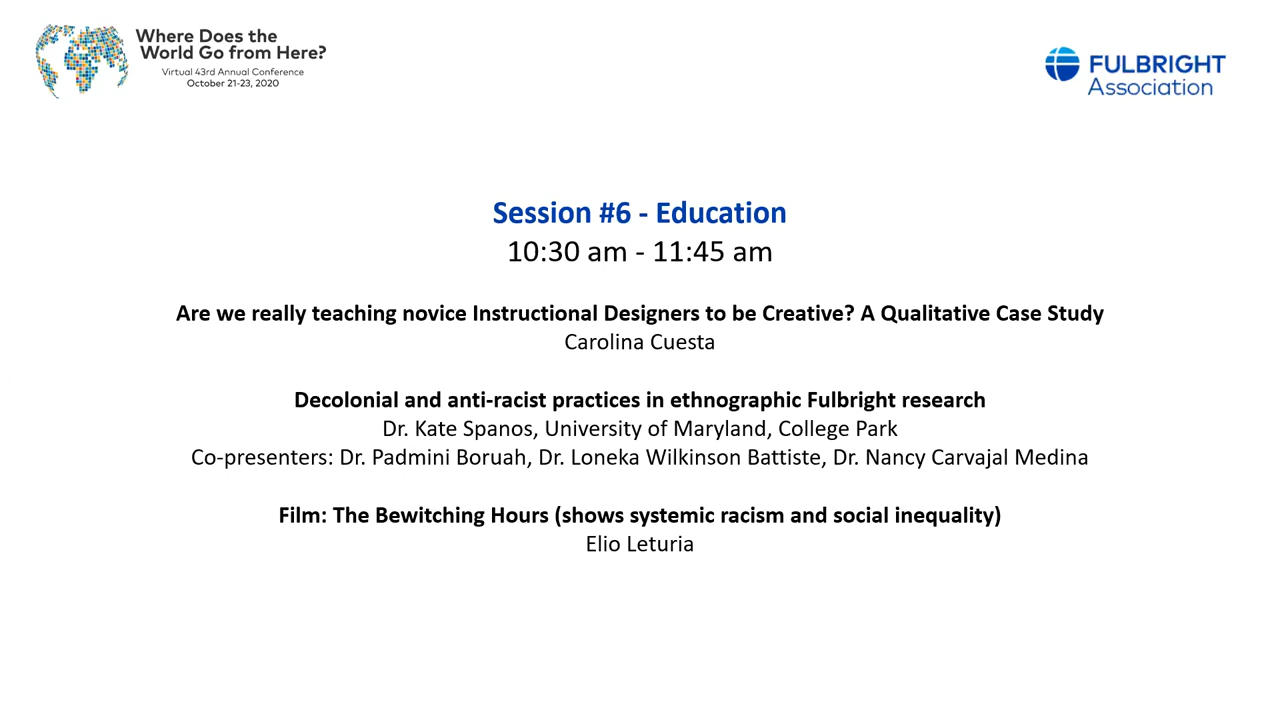 Where Does the
World Go from Here?
Virtual 43rd Annual Conference
October 21-23, 2020
FULBRIGHT
Association
Session #6 - Education
10:30 am - 11:45 am
Are we really teaching novice Instructional Designers to be Creative? A Qualitative Case Study
Carolina Cuesta
Decolonial and anti-racist practices in ethnographic Fulbright research
Dr. Kate Spanos, University of Maryland, College Park
Co-presenters: Dr. Padmini Boruah, Dr. Loneka Wilkinson Battiste, Dr. Nancy Carvajal Medina
Film: The Bewitching Hours (shows systemic racism and social inequality)
Elio Leturia